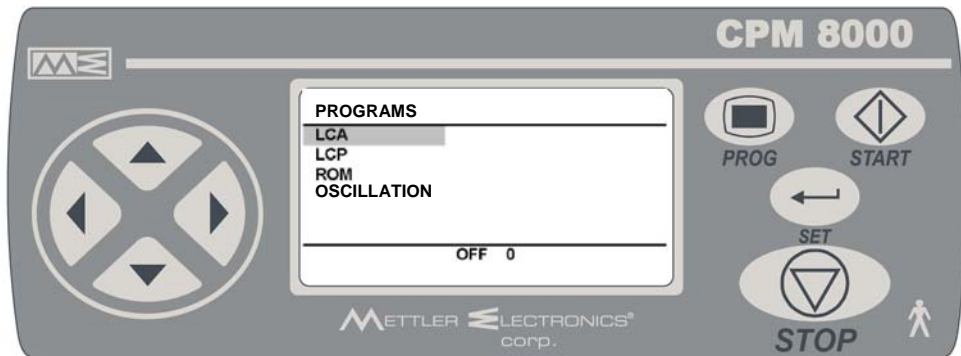 CPM 8000
PROGRAMS
LCA
LCP
ROM
OSCILLATION
OFF 0
PROG
START
SET
STOP
METTLER ELECTRONICS®
corp.